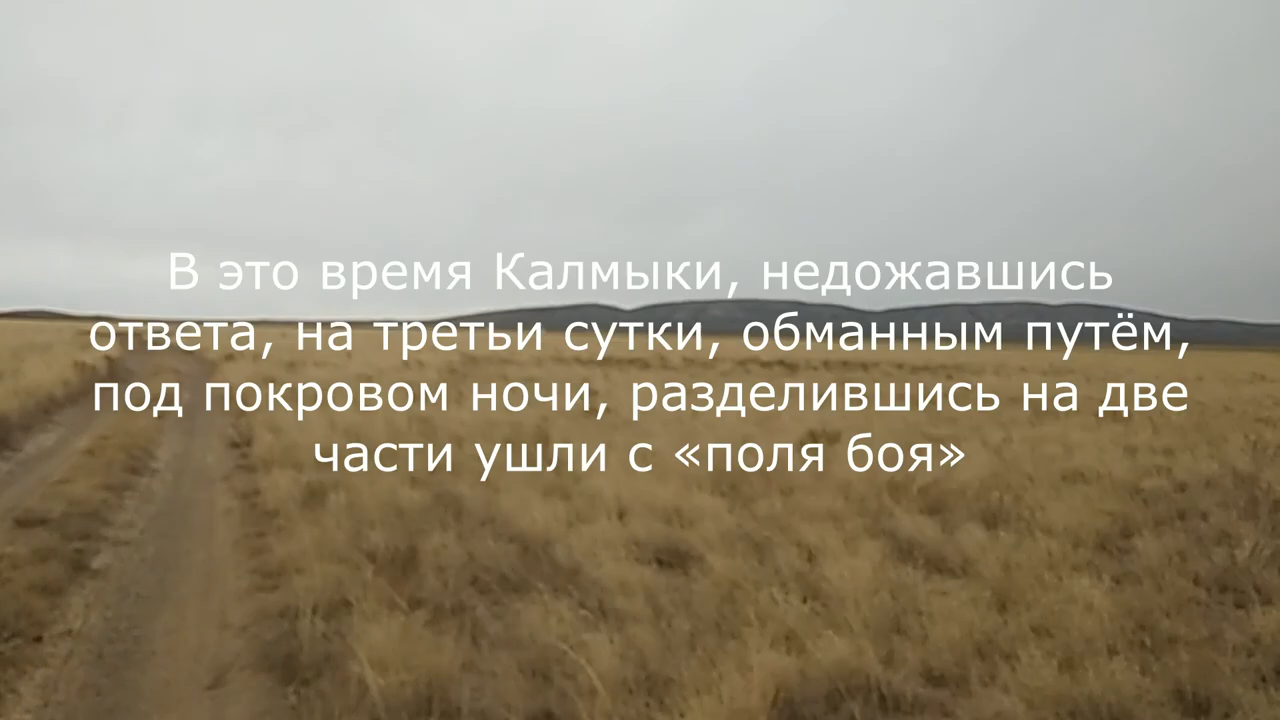 В это время Калмыки, недожавшись
ответа, на третьи сутки, обманным путём,
под покровом ночи, разделившись на две
части ушли с «поля боя»